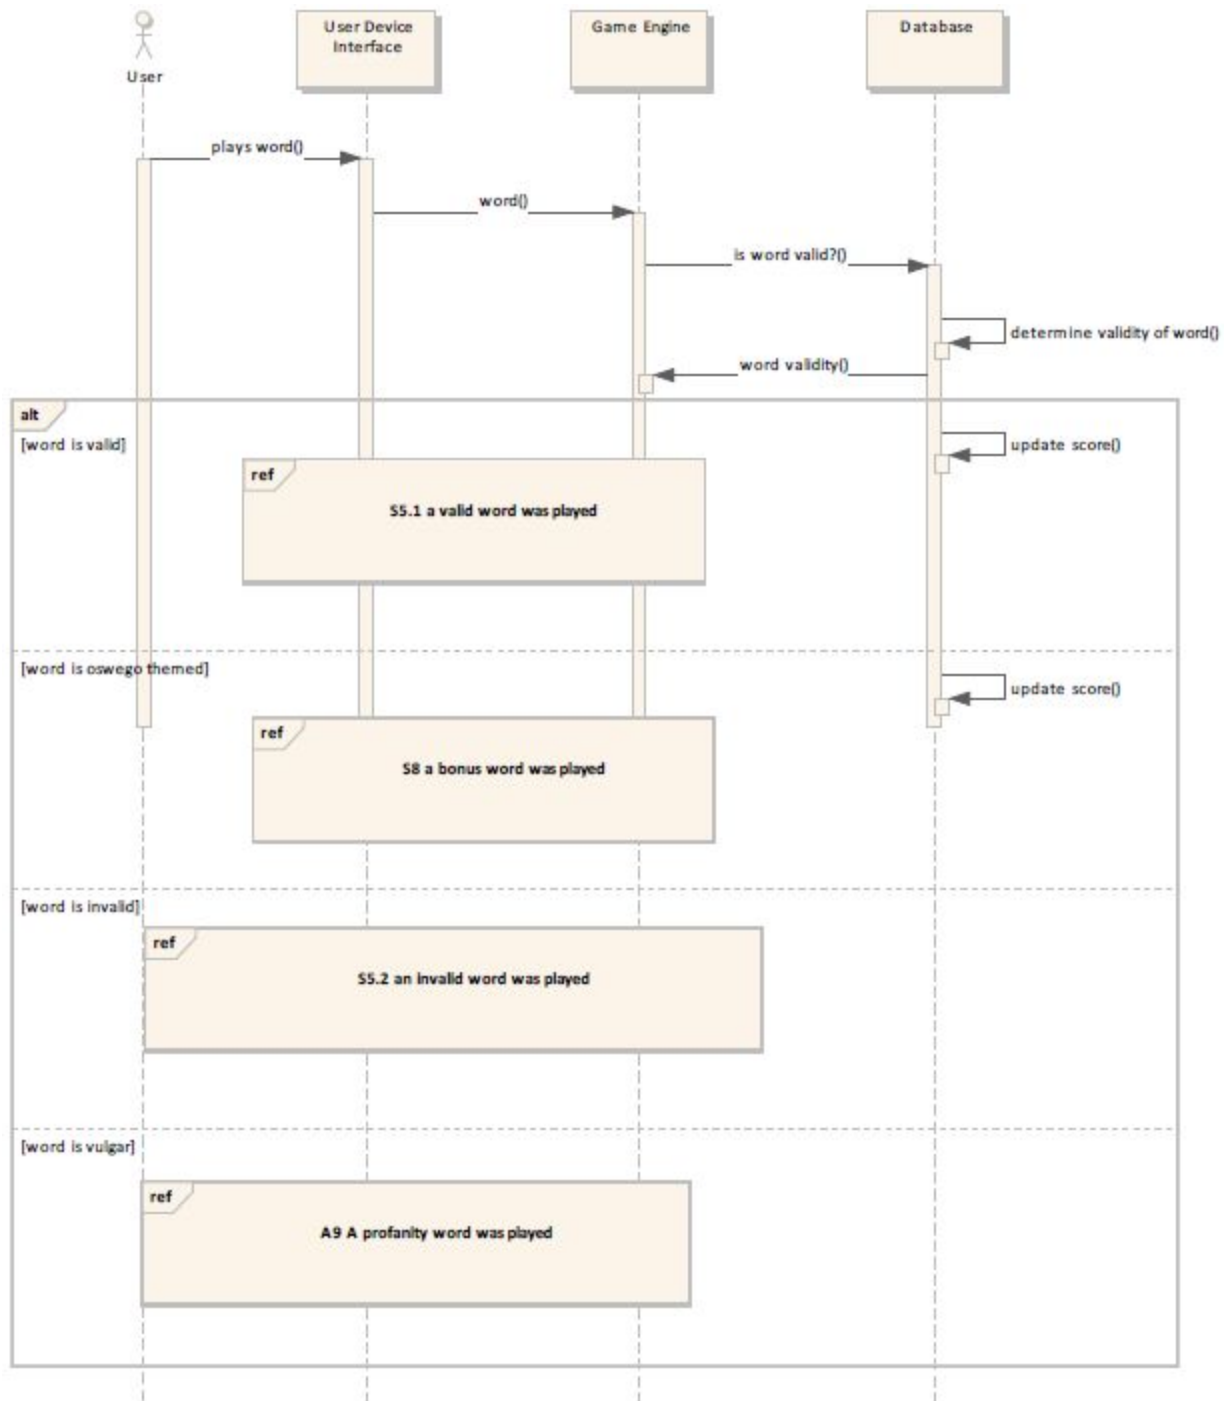 User
User Device
Interface
Game Engine
Database
plays word()
word()
is word valid?()
determine validity of word()
word validity()
alt
[word is valid]
update score()
ref
S5.1 a valid word was played
[word is oswego themed]
update score()
ref
S8 a bonus word was played
[word is invalid]
ref
S5.2 an invalid word was played
[word is vulgar]
ref
A9 A profanity word was played